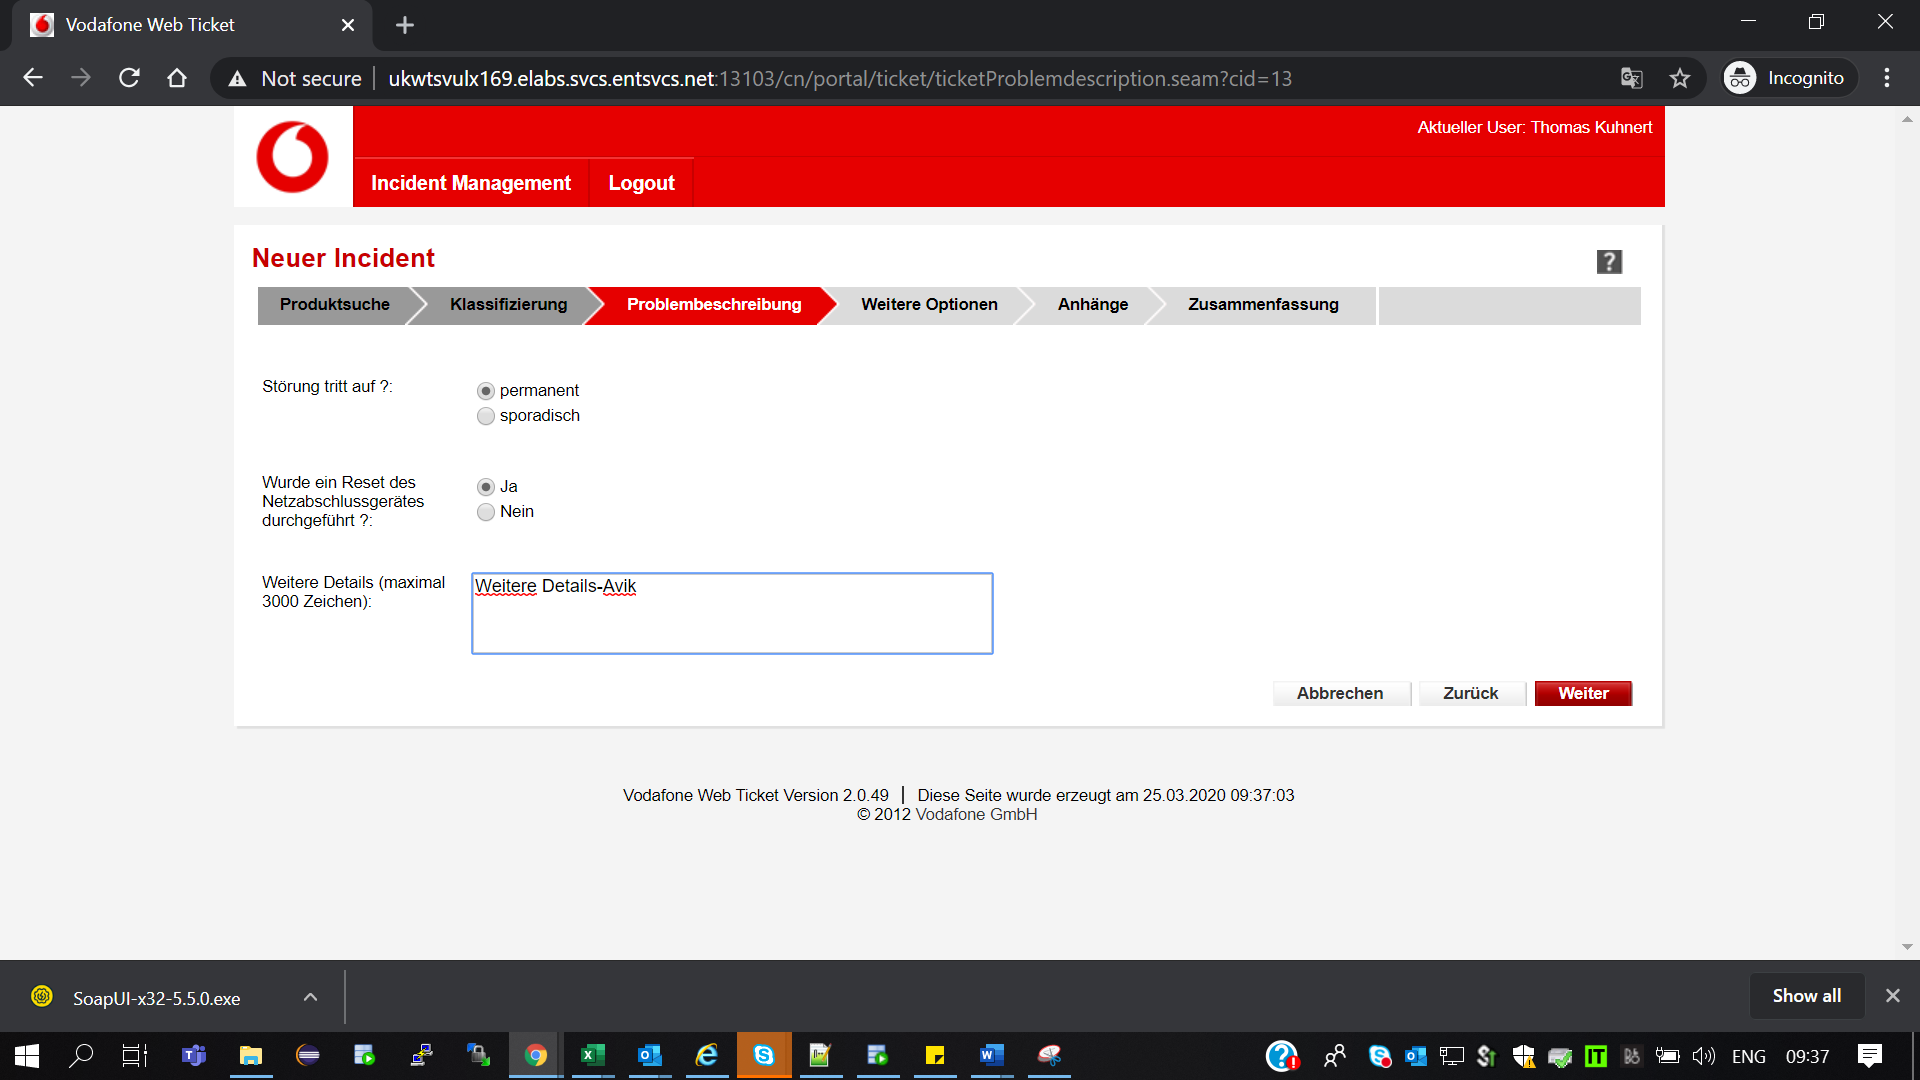 Vodafone Web Ticket
Not secure
ukwtsvulx169.elabs.svcs.entsvcs.net:13103/cn/portal/ticket/ticketProblemdescription.seam?cid=13
Incognito
Aktueller User: Thomas Kuhnert
Incident Management
Logout
Neuer Incident
?
Produktsuche
Klassifizierung
Problembeschreibung
Weitere Optionen
Anhänge
Zusammenfassung
Störung tritt auf ?:
permanent
sporadisch
Wurde ein Reset des
Netzabschlussgerätes
durchgeführt ?:
Ja
Nein
Weitere Details (maximal
3000 Zeichen):
Weitere Details-Avik
Abbrechen
Zurück
Weiter
Vodafone Web Ticket Version 2.0.49 | Diese Seite wurde erzeugt am 25.03.2020 09:37:03
© 2012 Vodafone GmbH
SoapUI-x32-5.5.0.exe
Show all
ENG
09:37